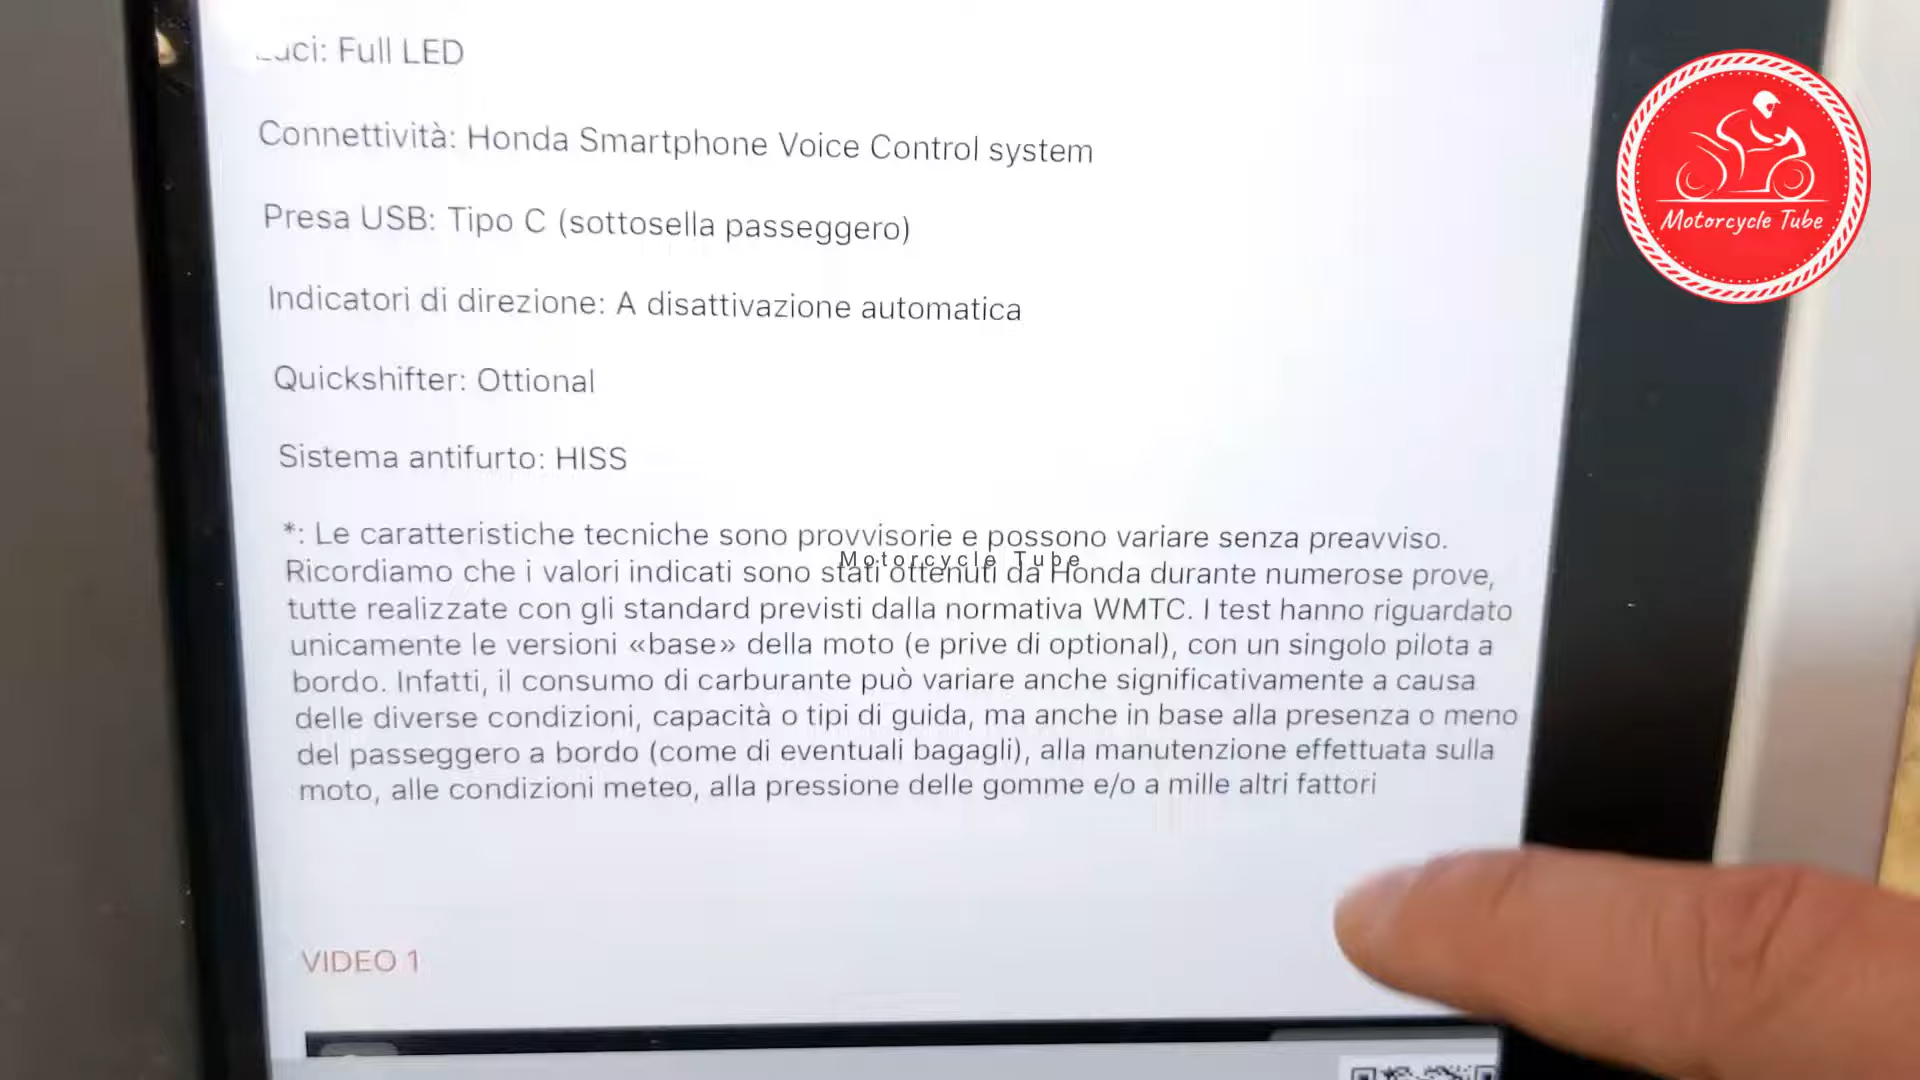 Luci: Full LED
Connettività: Honda Smartphone Voice Control system
Presa USB: Tipo C (sottosella passeggero)
Indicatori di direzione: A disattivazione automatica
Quickshifter: Ottional
Sistema antifurto: HISS
*: Le caratteristiche tecniche sono provvisorie e possono variare senza preavviso.
Ricordiamo che i valori indicati sono stati ottenuti da Honda durante numerose prove,
tutte realizzate con gli standard previsti dalla normativa WMTC. I test hanno riguardato
unicamente le versioni «base» della moto (e prive di optional), con un singolo pilota a
bordo. Infatti, il consumo di carburante può variare anche significativamente a causa
delle diverse condizioni, capacità o tipi di guida, ma anche in base alla presenza o meno
del passeggero a bordo (come di eventuali bagagli), alla manutenzione effettuata sulla
moto, alle condizioni meteo, alla pressione delle gomme e/o a mille altri fattori
VIDEO 1
Motorcycle Tube
Motorcycle Tube